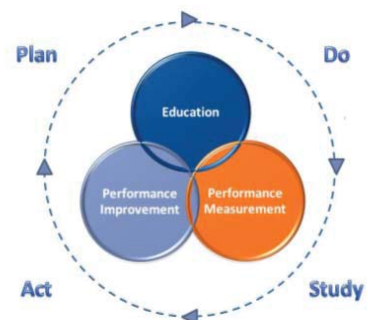 Plan
Do
Education
Performance
Improvement
Performance
Measurement
Act
Study